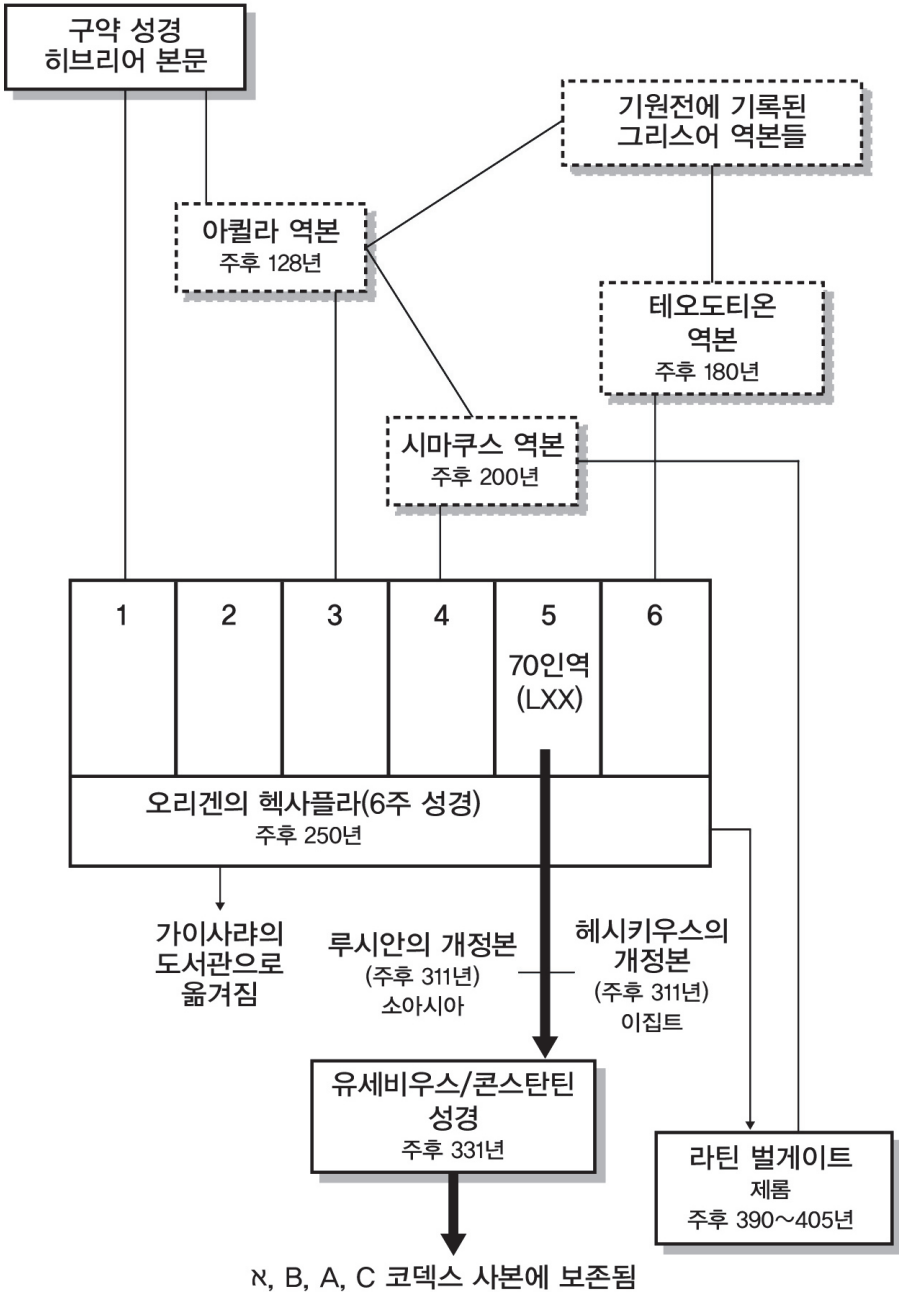 구약 성경
히브리어 본문
기원전에 기록된
그리스어 역본들
아퀼라 역본
주후 128년
테오도티온
역본
주후 180년
시마쿠스 역본
주후 200년
1 2 3 4 5 6
70인역
(LXX)
오리겐의 헥사플라(6주 성경)
주후 250년
가이사랴의
도서관으로
옮겨짐
루시안의 개정본
(주후 311년)
소아시아
헤시키우스의
개정본
(주후 311년)
이집트
유세비우스/콘스탄틴
성경
주후 331년
라틴 벌게이트
제롬
주후 390~405년
א, B, A, C 코덱스 사본에 보존됨